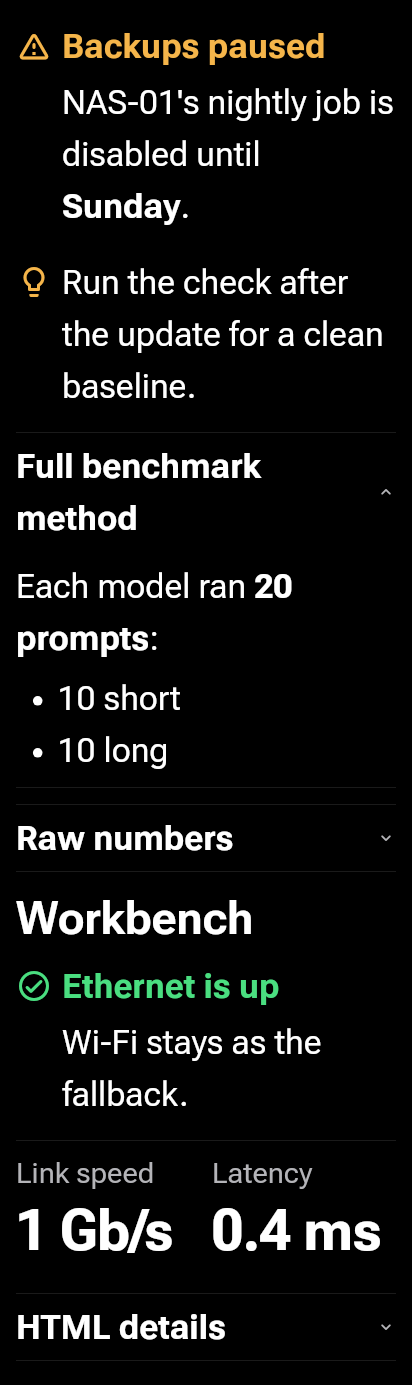 Backups paused
NAS-01's nightly job is
disabled until
Sunday.
Run the check after
the update for a clean
baseline.
Full benchmark
method
Each model ran 20
prompts:
• 10 short
• 10 long
Raw numbers
Workbench
Ethernet is up
Wi-Fi stays as the
fallback.
Link speed Latency
1 Gb/s 0.4 ms
HTML details